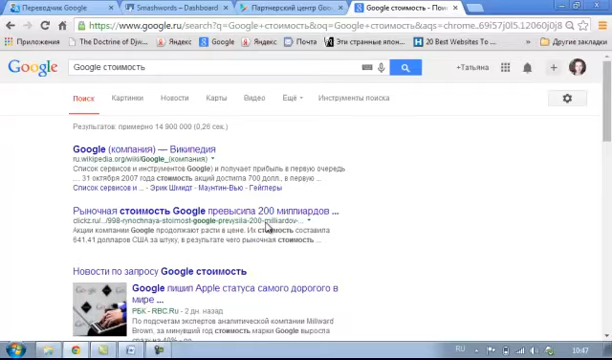 Переводчик Google
Smashwords – Dashboard
Партнерский центр Goo
Google стоимость - Пои
https://www.google.ru/search?q=Google+стоимость&oq=Google+стоимость&aqs=chrome..69i57j0l5.12060j0j8
Приложения
The Doctrine of Dj...
Яндекс
Google
Яндекс
Эти странные японс...
20 Best Websites To ...
Другие закладки
Google
Google стоимость
+Татьяна
Поиск
Картинки
Новости
Карты
Видео
Ещё
Инструменты поиска
Результатов: примерно 14 900 000 (0,26 сек.)
Google (компания) — Википедия
ru.wikipedia.org/wiki/Google_(компания)
Список сервисов и инструментов Google) и получает прибыль в первую очередь
... 31 октября 2007 года стоимость акций достигла 700 долл., в первую ...
Список сервисов и ... - Эрик Шмидт - Маунтин-Вью - Гейглеры
Рыночная стоимость Google превысила 200 миллиардов ...
clickz.ru/.../998-rynochnaya-stoimost-google-prevysila-200-milliardov-...
Акции компании Google продолжают расти в цене. Их стоимость составила
641,41 долларов США за штуку, в результате чего рыночная стоимость ...
Новости по запросу Google стоимость
Google лишил Apple статуса самого дорогого в
мире ...
РБК - RBC.Ru - 2 дн. назад
По подсчетам экспертов аналитической компании Millward
Brown, за минувший год стоимость марки Google выросла
RU
10:47